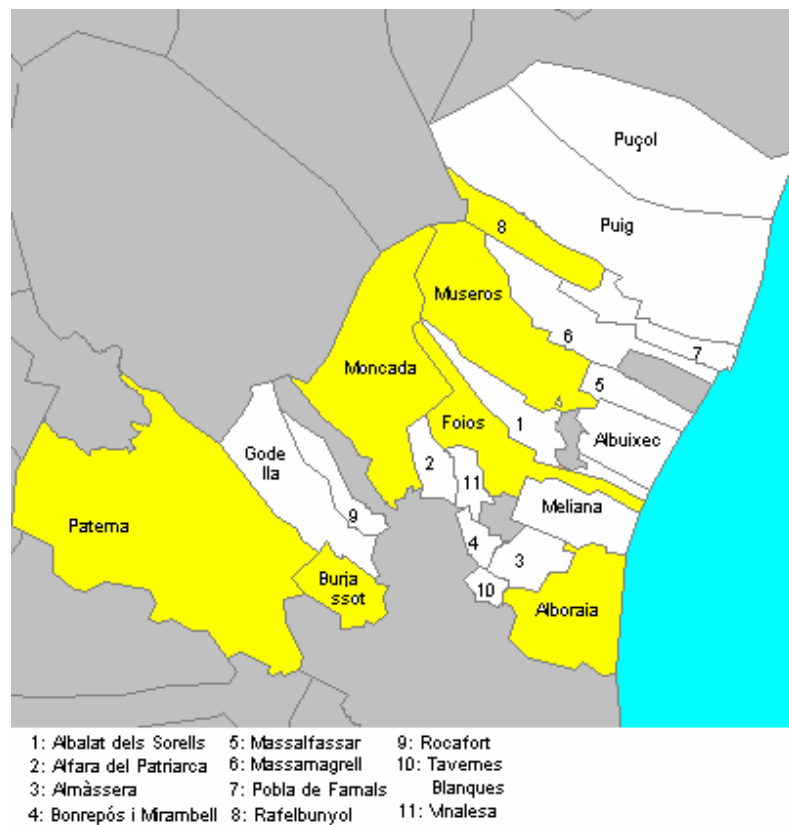 Puçol
Puig
8
Museros
6
7
Moncada
5
Foios
1
Albuixec
Gode
lla
2
11
Meliana
9
Paterna
4
3
Burja
ssot
10
Alboraia
1: Albalat dels Sorells
2: Alfara del Patriarca
3: Almàssera
4: Bonrepós i Mirambell
5: Massalfassar
6: Massamagrell
7: Pobla de Farnals
8: Rafelbunyol
9: Rocafort
10: Tavernes
Blanques
11: Vinalesa